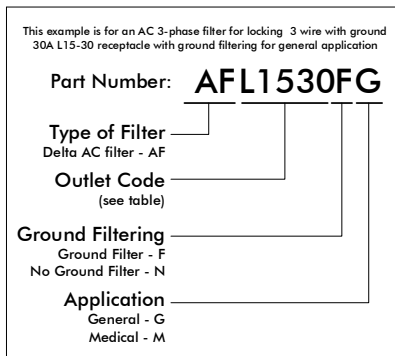 This example is for an AC 3-phase filter for locking 3 wire with ground
30A L15-30 receptacle with ground filtering for general application
Part Number: AFL1530FG
Type of Filter
Delta AC filter - AF
Outlet Code
(see table)
Ground Filtering
Ground Filter - F
No Ground Filter - N
Application
General - G
Medical - M